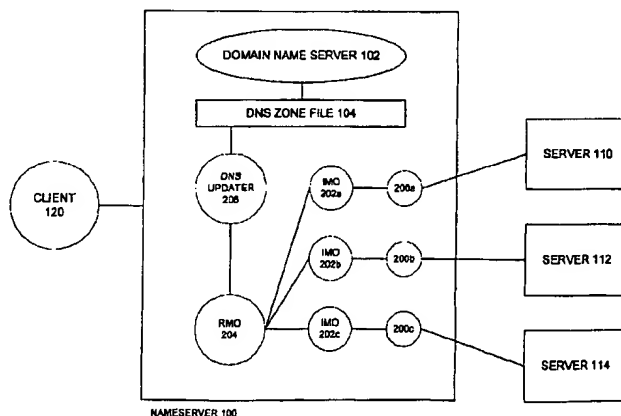 DOMAIN NAME SERVER 102
DNS ZONE FILE 104
DNS
UPDATER
206
IMO
202a
200a
SERVER 110
CLIENT
120
IMO
202b
200b
SERVER 112
RMO
204
IMO
202c
200c
SERVER 114
NAMESERVER 100